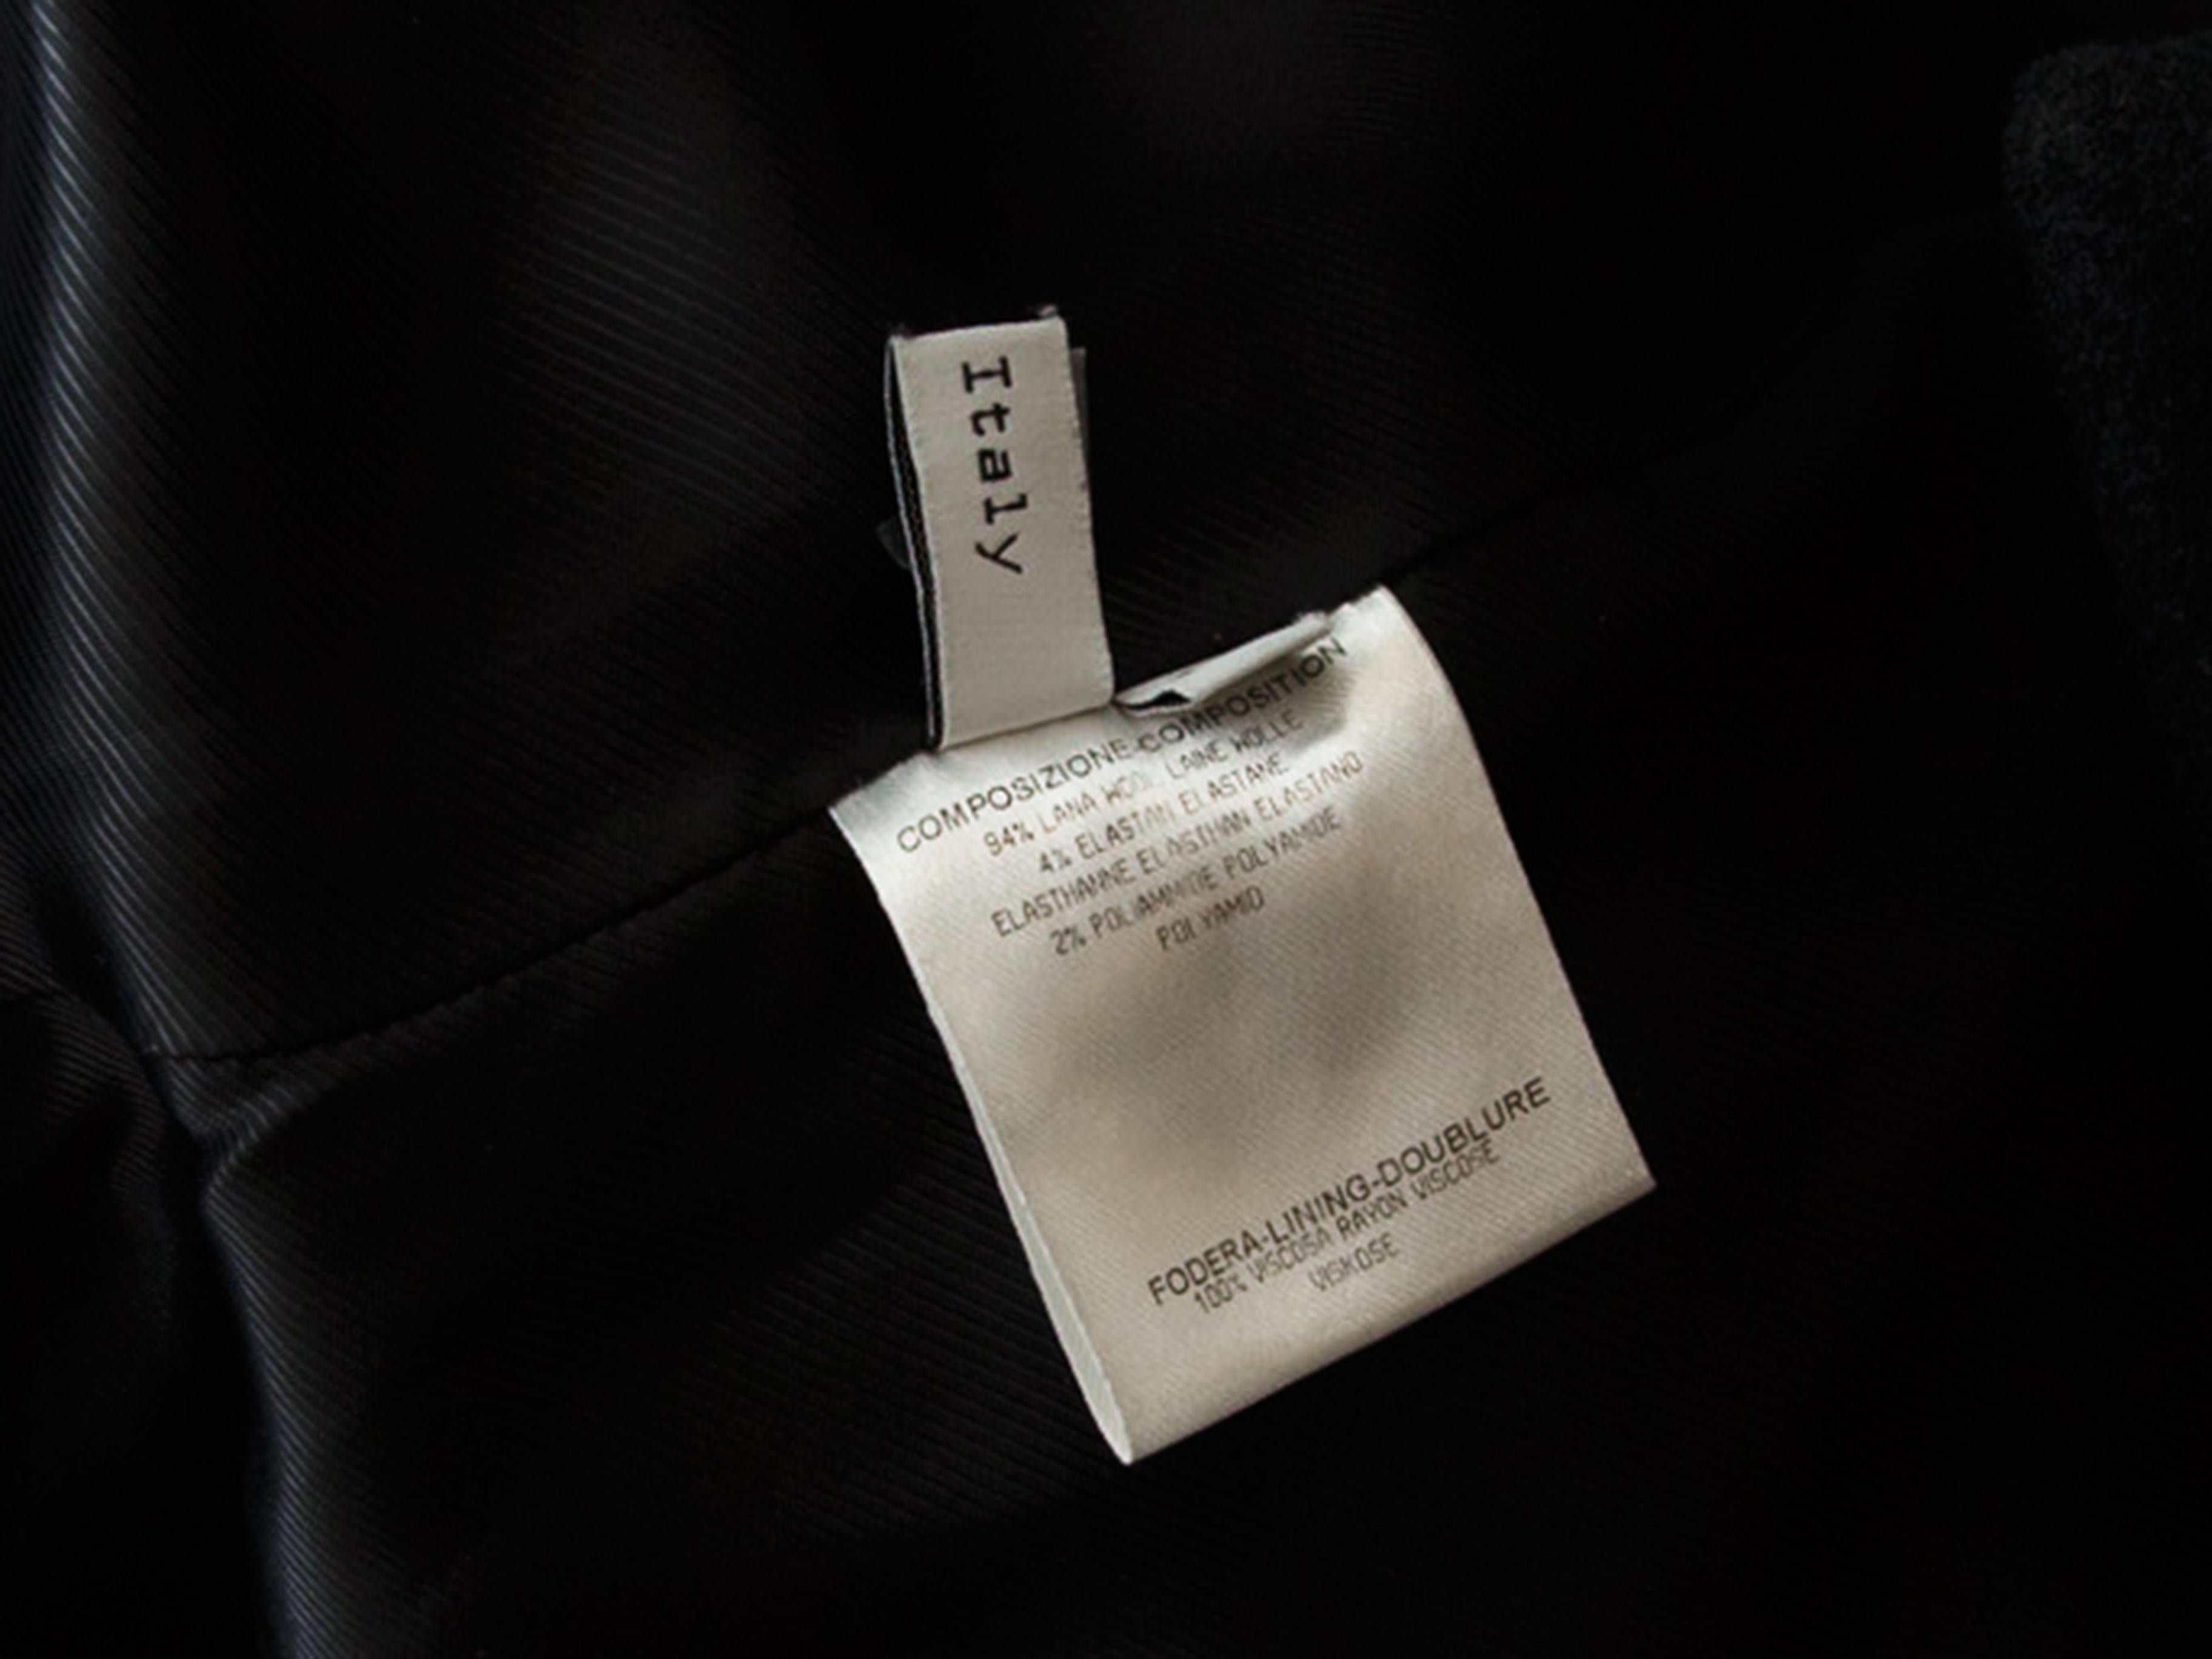 Italy
COMPOSIZIONE-COMPOSITION
94% LANA WOOL LAINE WOLLE
4% ELASTAN ELASTANE
ELASTHANNE ELASTHAN ELASTANO
2% POLIAMMIDE POLYAMIDE
POLYAMID
FODERA-LINING-DOUBLURE
100% VISCOSA RAYON VISCOSE
VISKOSE